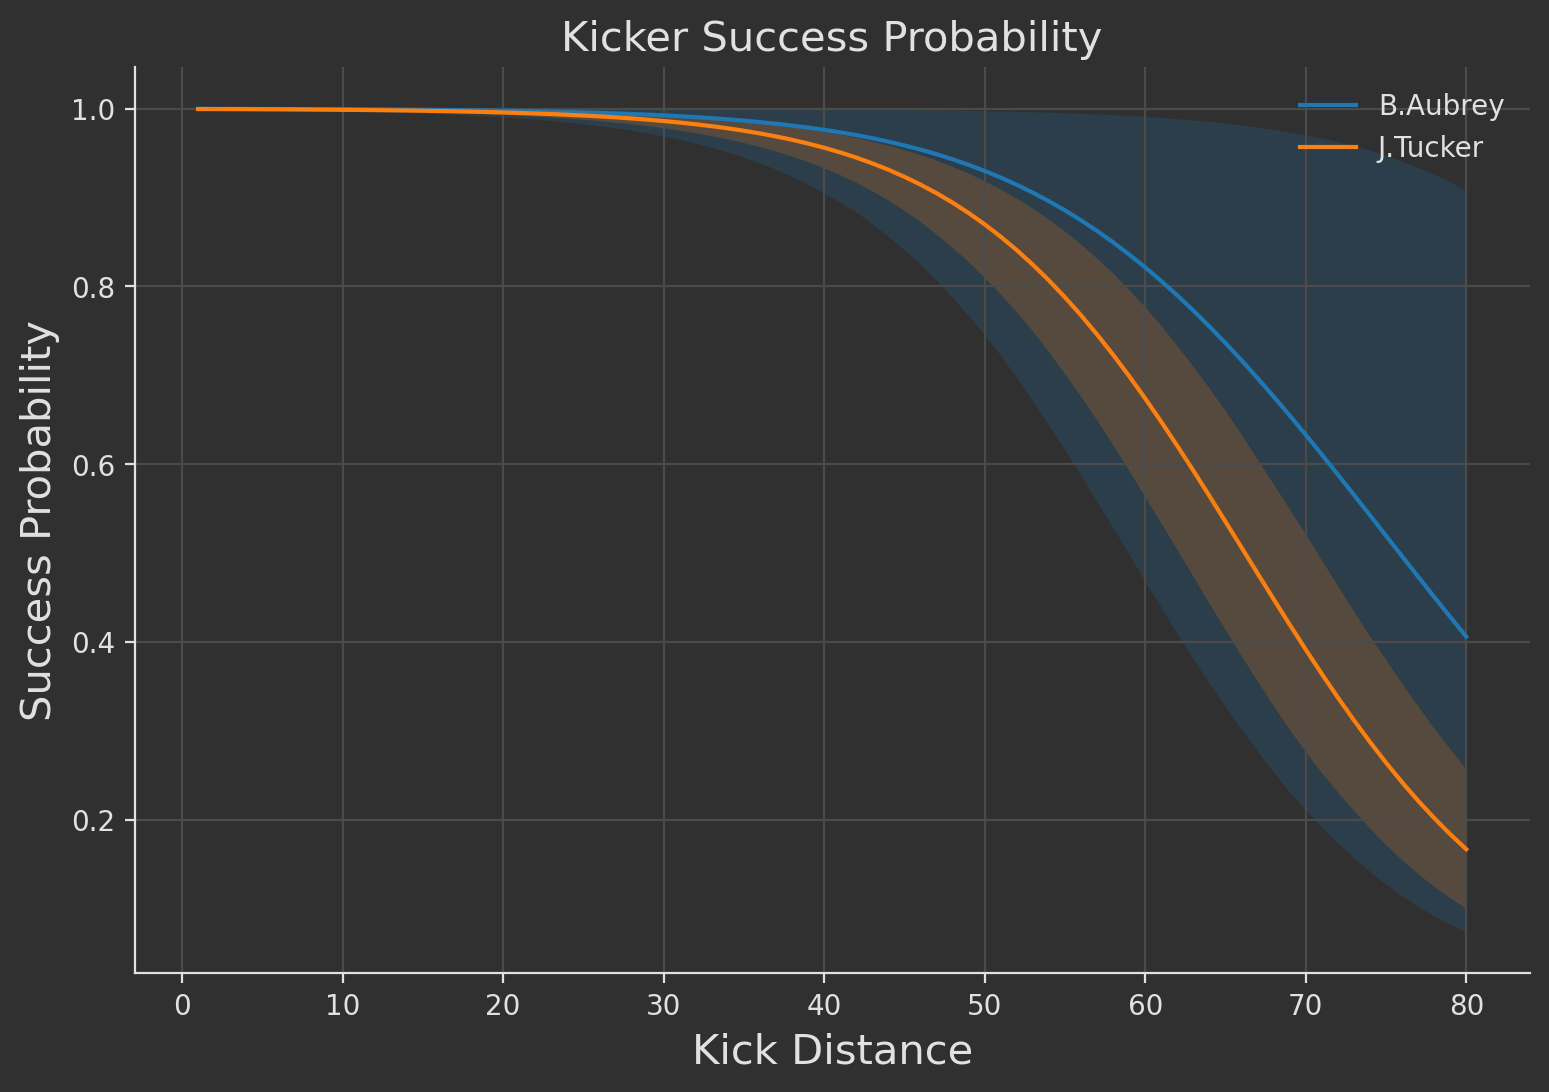 Kicker Success Probability
B.Aubrey
J.Tucker
Success Probability
1.0
0.8
0.6
0.4
0.2
0 10 20 30 40 50 60 70 80
Kick Distance